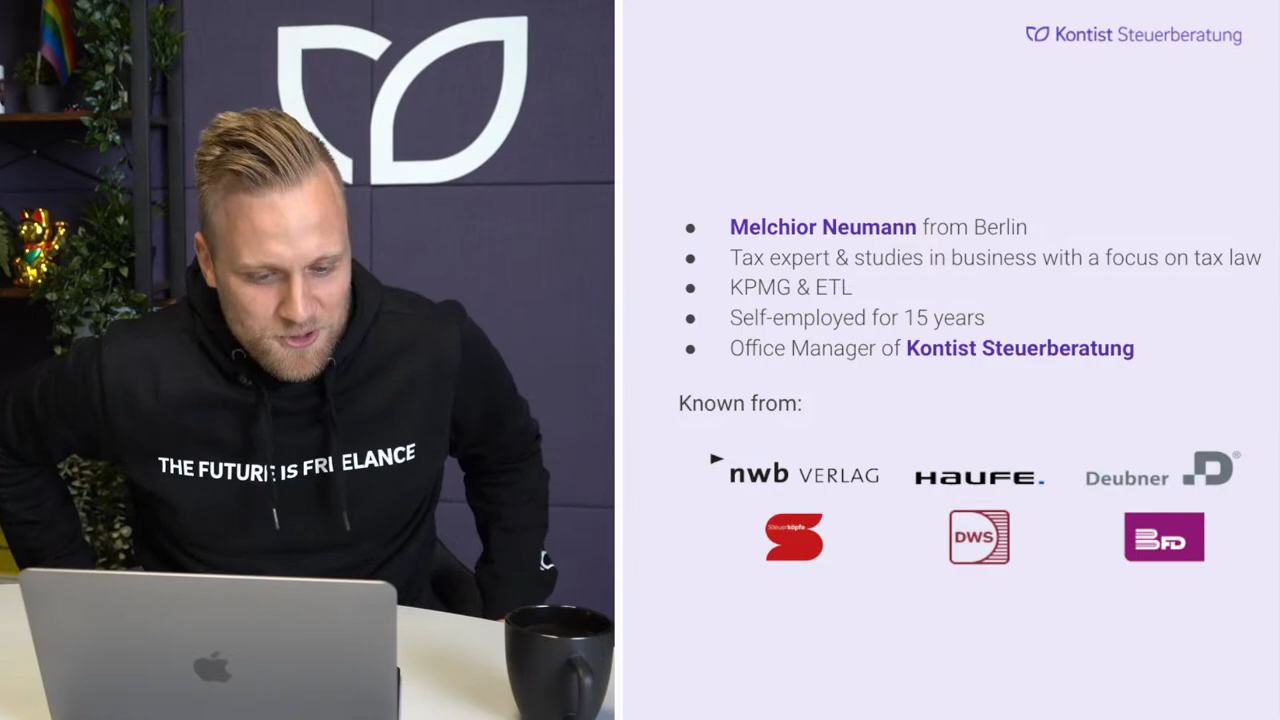 THE FUTURE IS FREELANCE
Kontist Steuerberatung
Melchior Neumann from Berlin
Tax expert & studies in business with a focus on tax law
KPMG & ETL
Self-employed for 15 years
Office Manager of Kontist Steuerberatung
Known from:
nwb VERLAG
HAUFE.
Deubner D®
Steuerköpfe
DWS
BFD